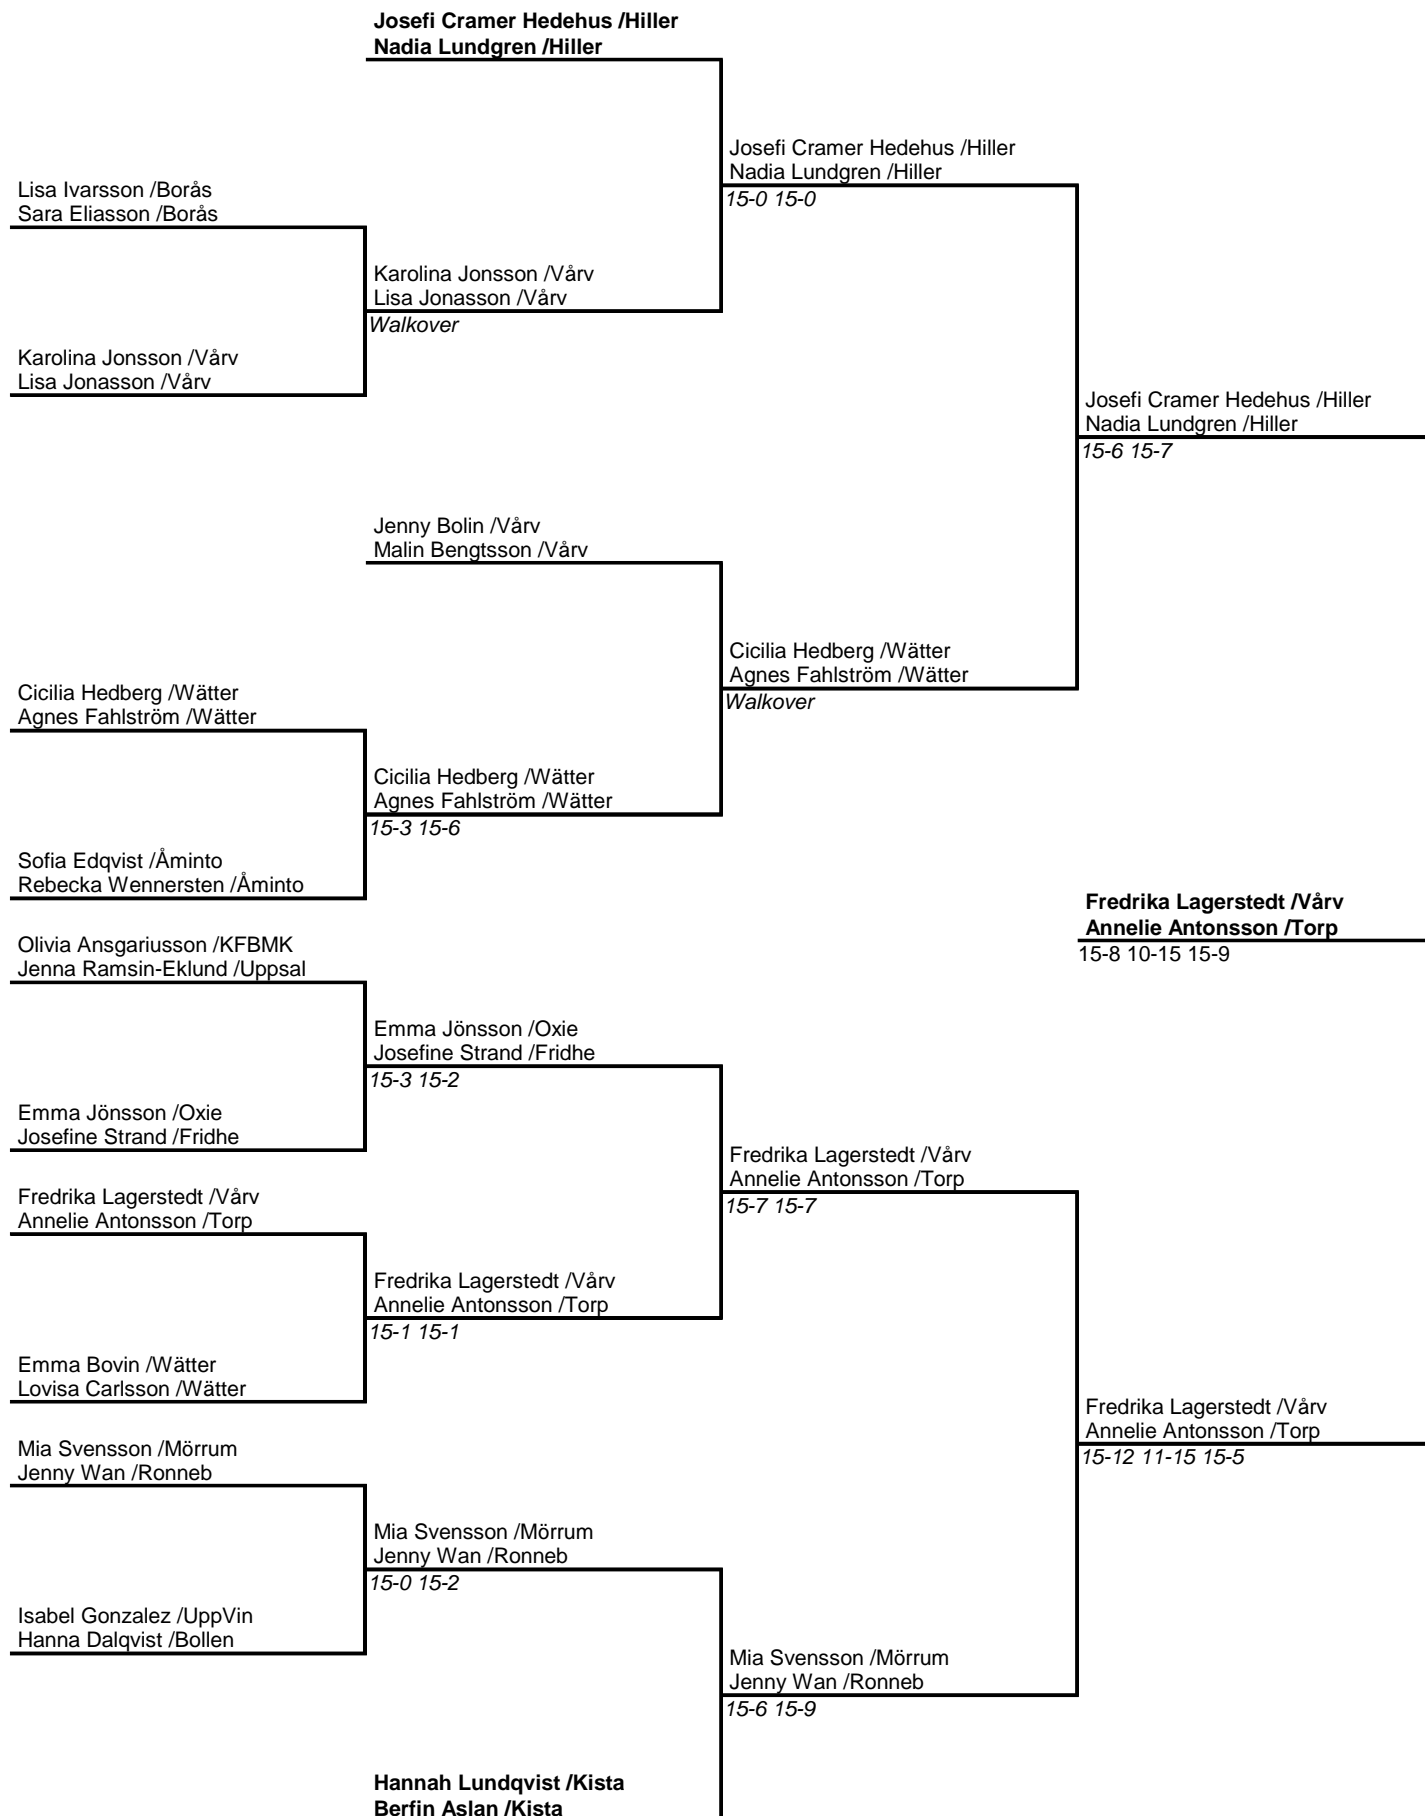 Josefi Cramer Hedehus /Hiller
Nadia Lundgren /Hiller
Josefi Cramer Hedehus /Hiller
Nadia Lundgren /Hiller
15-0 15-0
Lisa Ivarsson /Borås
Sara Eliasson /Borås
Karolina Jonsson /Vårv
Lisa Jonasson /Vårv
Walkover
Karolina Jonsson /Vårv
Lisa Jonasson /Vårv
Josefi Cramer Hedehus /Hiller
Nadia Lundgren /Hiller
15-6 15-7
Jenny Bolin /Vårv
Malin Bengtsson /Vårv
Cicilia Hedberg /Wätter
Agnes Fahlström /Wätter
Walkover
Cicilia Hedberg /Wätter
Agnes Fahlström /Wätter
Cicilia Hedberg /Wätter
Agnes Fahlström /Wätter
15-3 15-6
Sofia Edqvist /Åminto
Rebecka Wennersten /Åminto
Fredrika Lagerstedt /Vårv
Annelie Antonsson /Torp
15-8 10-15 15-9
Olivia Ansgariusson /KFBMK
Jenna Ramsin-Eklund /Uppsal
Emma Jönsson /Oxie
Josefine Strand /Fridhe
15-3 15-2
Emma Jönsson /Oxie
Josefine Strand /Fridhe
Fredrika Lagerstedt /Vårv
Annelie Antonsson /Torp
15-7 15-7
Fredrika Lagerstedt /Vårv
Annelie Antonsson /Torp
Fredrika Lagerstedt /Vårv
Annelie Antonsson /Torp
15-1 15-1
Emma Bovin /Wätter
Lovisa Carlsson /Wätter
Fredrika Lagerstedt /Vårv
Annelie Antonsson /Torp
15-12 11-15 15-5
Mia Svensson /Mörrum
Jenny Wan /Ronneb
Mia Svensson /Mörrum
Jenny Wan /Ronneb
15-0 15-2
Isabel Gonzalez /UppVin
Hanna Dalqvist /Bollen
Mia Svensson /Mörrum
Jenny Wan /Ronneb
15-6 15-9
Hannah Lundqvist /Kista
Berfin Aslan /Kista